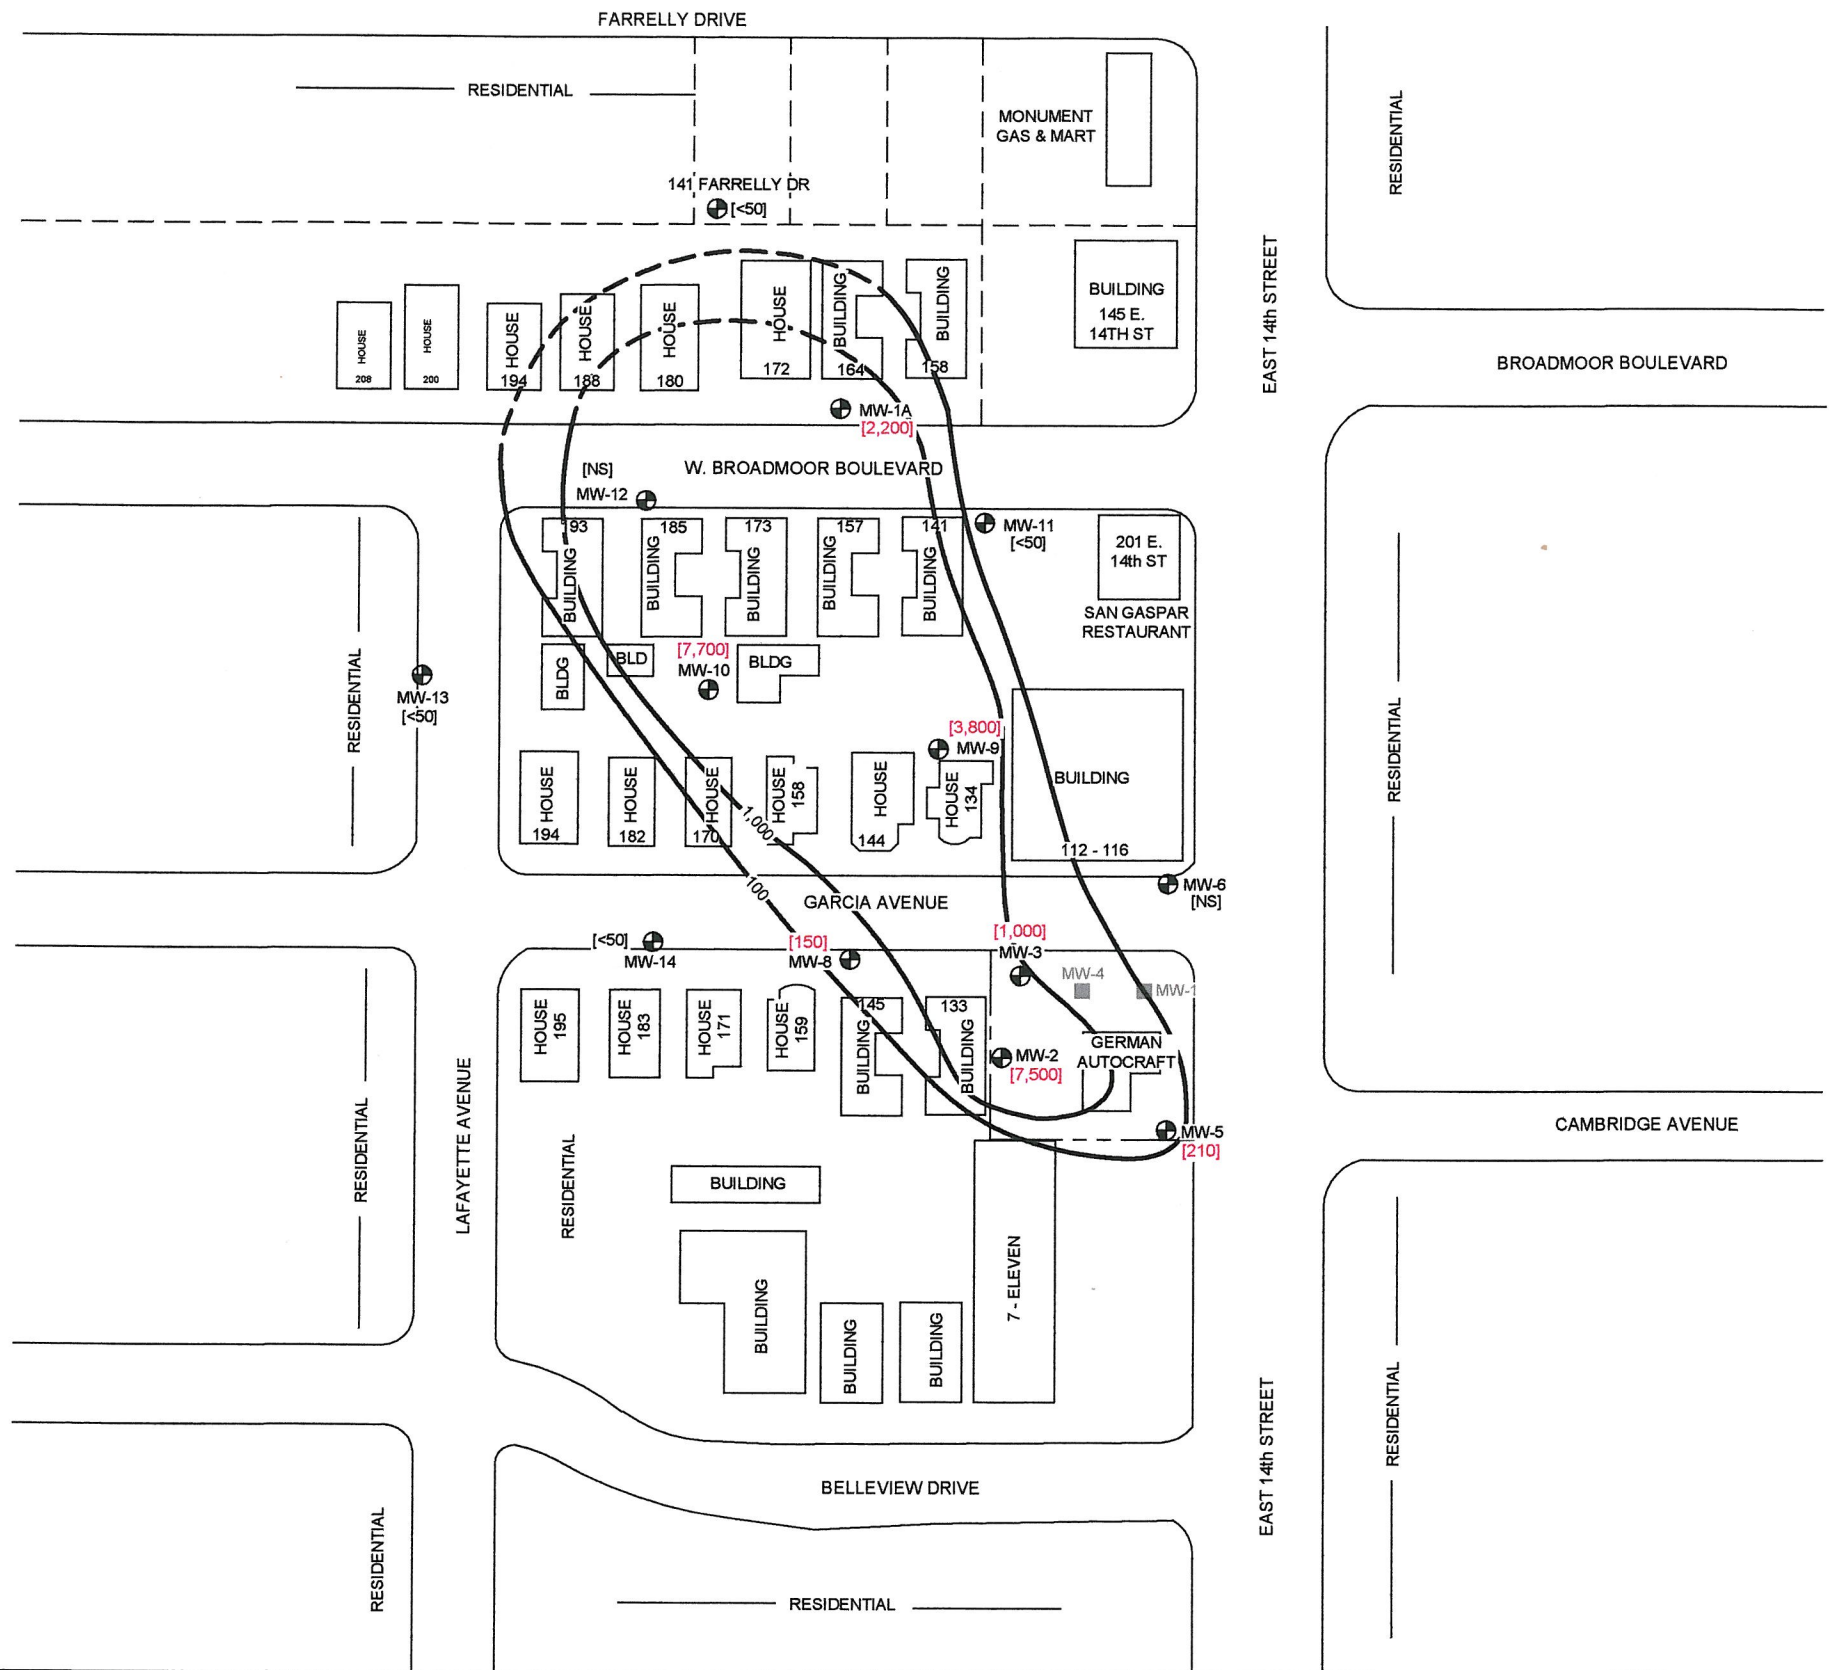 FARRELLY DRIVE
RESIDENTIAL
MONUMENT
GAS & MART
RESIDENTIAL
141 FARRELLY DR
[<50]
EAST 14th STREET
HOUSE
208
HOUSE
200
HOUSE
194
HOUSE
188
HOUSE
180
HOUSE
172
BUILDING
164
BUILDING
158
BUILDING
145 E.
14TH ST
BROADMOOR BOULEVARD
MW-1A
[2,200]
[NS]
MW-12
W. BROADMOOR BOULEVARD
93
BUILDING
185
BUILDING
173
BUILDING
157
BUILDING
141
BUILDING
MW-11
[<50]
201 E.
14th ST
SAN GASPAR
RESTAURANT
RESIDENTIAL
MW-13
[<50]
BLDG
BLD
[7,700]
MW-10
BLDG
[3,800]
MW-9
BUILDING
112 - 116
RESIDENTIAL
HOUSE
194
HOUSE
182
HOUSE
170
HOUSE
158
HOUSE
144
HOUSE
134
1,000
100
GARCIA AVENUE
MW-6
[NS]
[<50]
MW-14
[150]
MW-8
[1,000]
MW-3
MW-4
MW-1
HOUSE
195
HOUSE
183
HOUSE
171
HOUSE
159
145
BUILDING
133
BUILDING
MW-2
[7,500]
GERMAN
AUTOCRAFT
MW-5
[210]
CAMBRIDGE AVENUE
RESIDENTIAL
LAFAYETTE AVENUE
RESIDENTIAL
BUILDING
BUILDING
BUILDING
BUILDING
7 - ELEVEN
EAST 14th STREET
RESIDENTIAL
BELLEVIEW DRIVE
RESIDENTIAL
RESIDENTIAL